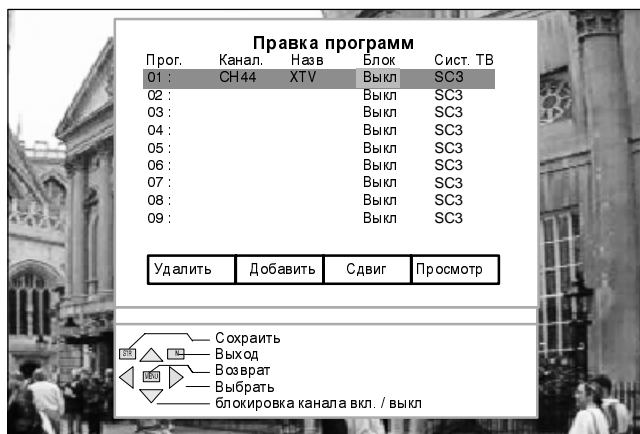 Правка программ
Прог. Канал. Назв Блок Сист. ТВ
01 : CH44 XTV Выкл SC3
02 : Выкл SC3
03 : Выкл SC3
04 : Выкл SC3
05 : Выкл SC3
06 : Выкл SC3
07 : Выкл SC3
08 : Выкл SC3
09 : Выкл SC3
Удалить Добавить Сдвиг Просмотр
Сохраить
STR N Выход
MENU Возврат
Выбрать
блокировка канала вкл. / выкл